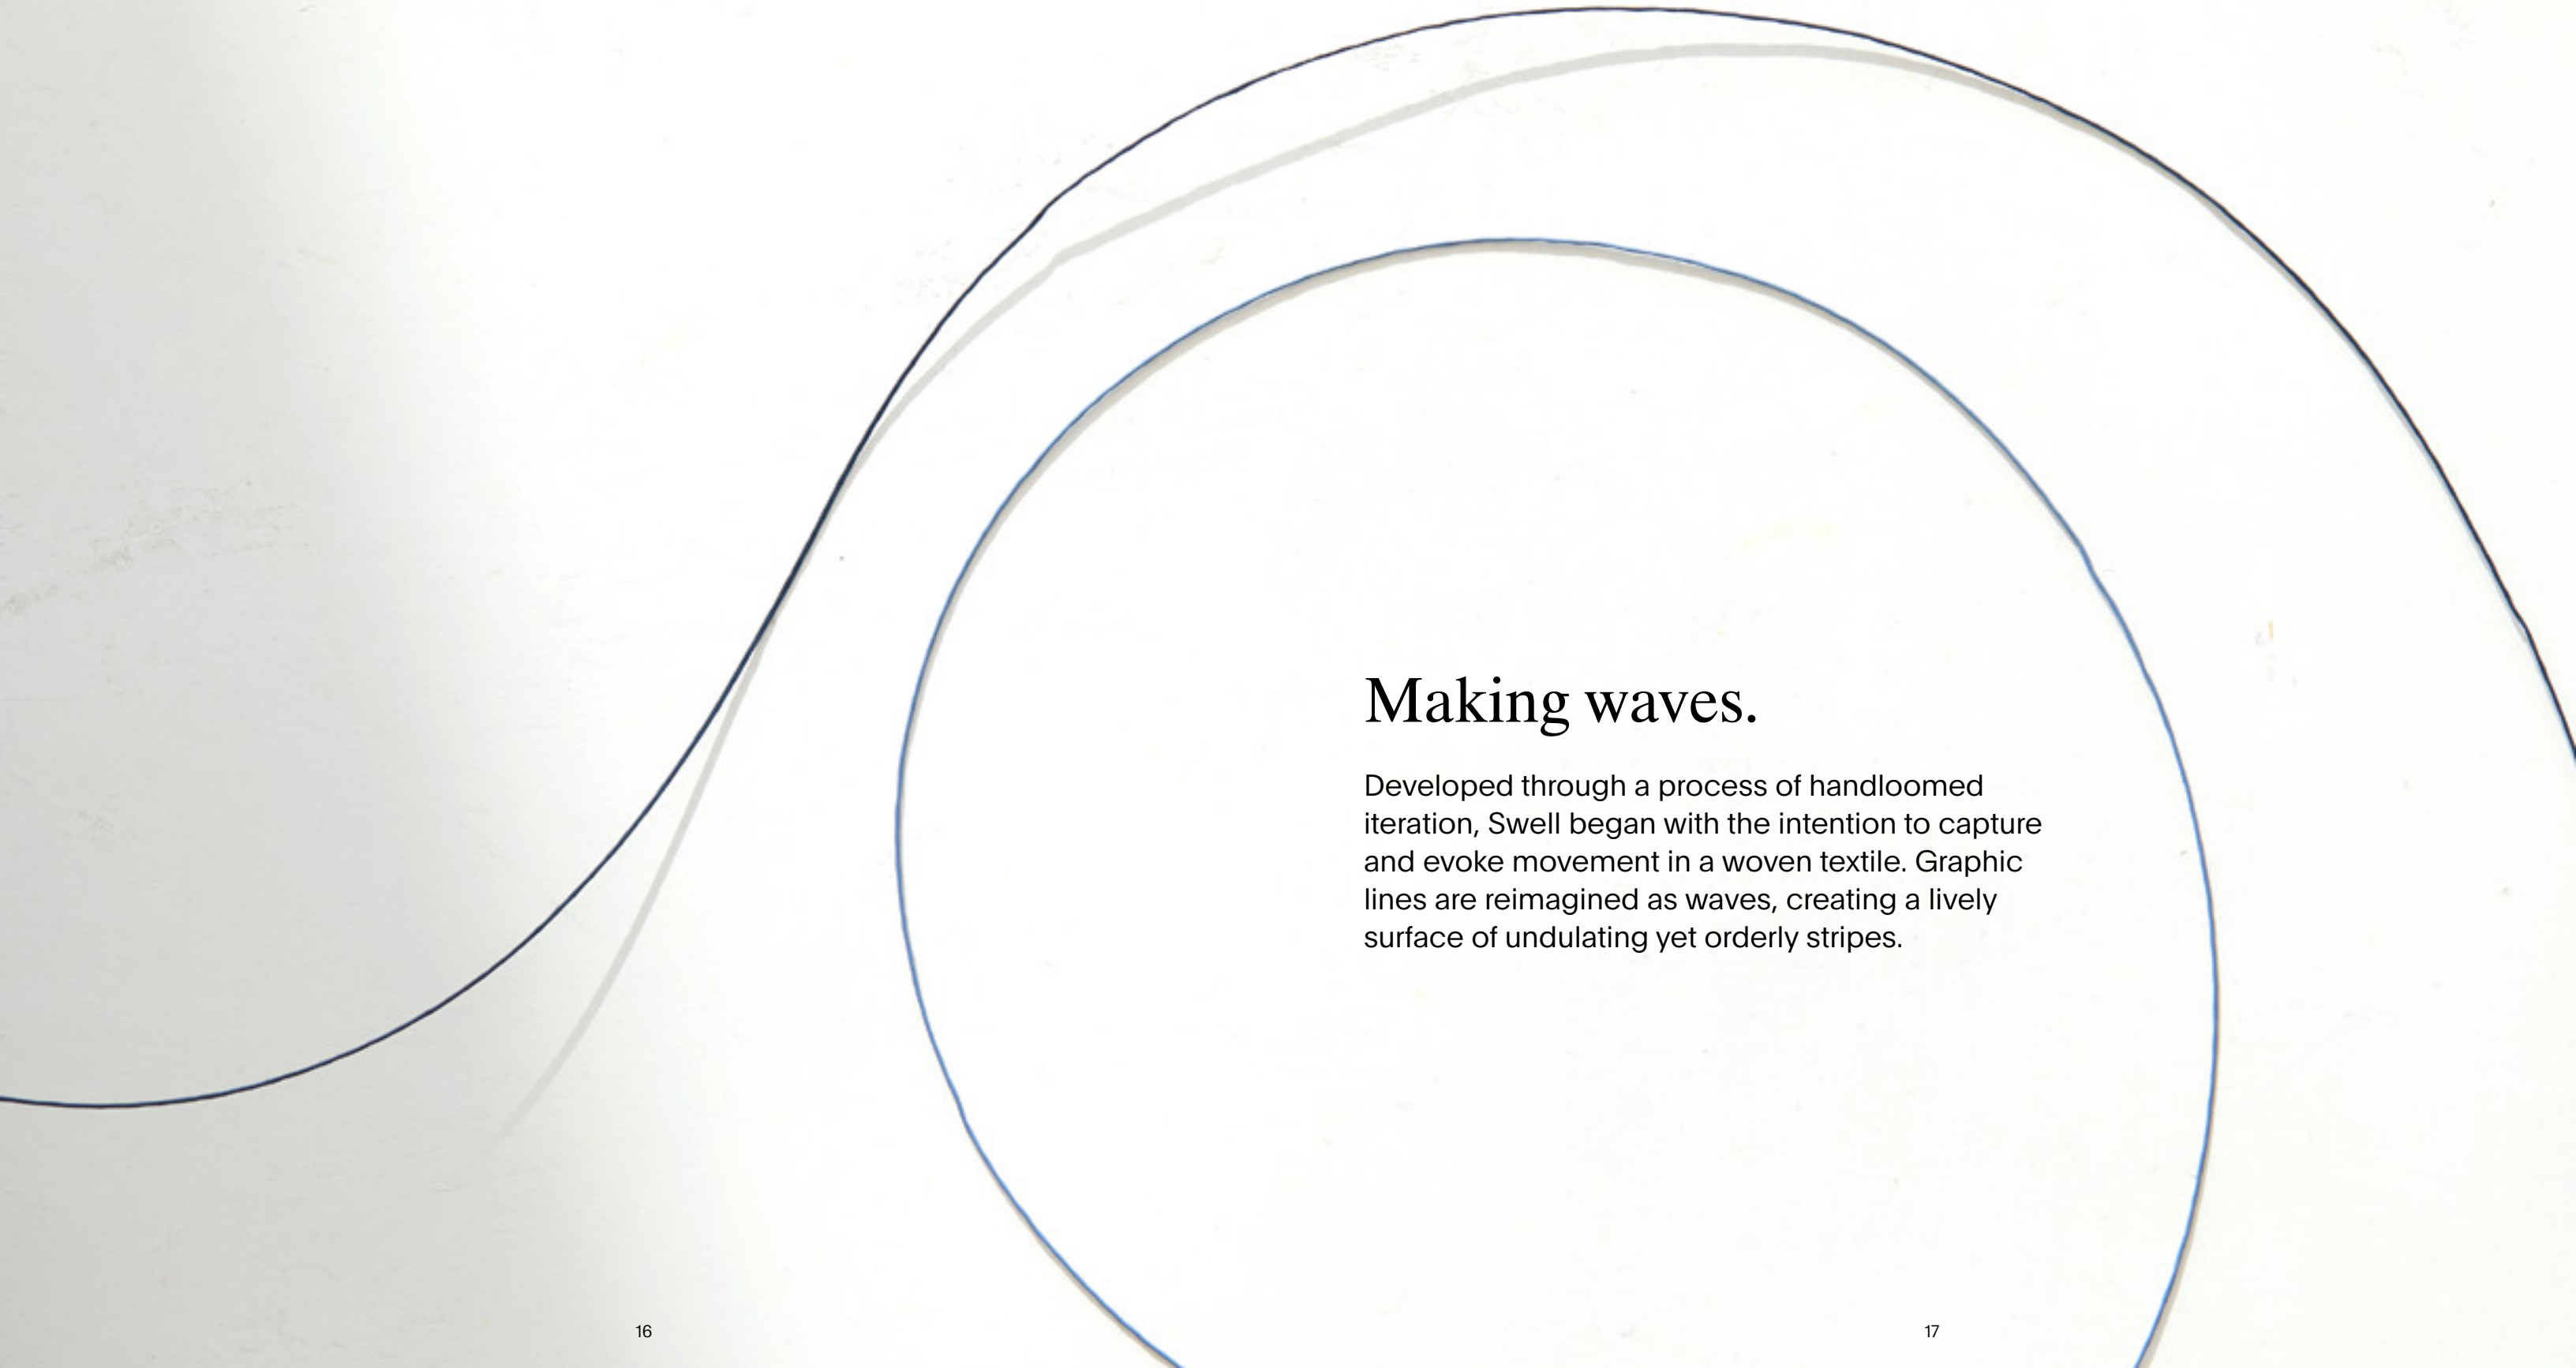 Making waves.
Developed through a process of handloomed
iteration, Swell began with the intention to capture
and evoke movement in a woven textile. Graphic
lines are reimagined as waves, creating a lively
surface of undulating yet orderly stripes.
16
17